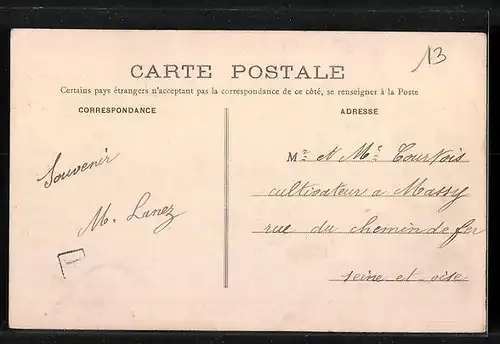 13
CARTE POSTALE
Certains pays étrangers n'acceptant pas la correspondance de ce côté, se renseigner à la Poste
CORRESPONDANCE
ADRESSE
Souvenir
M. Lanez
Mr et Me Courtois
cultivateur a Massy
rue du chemin de fer
seine et oise